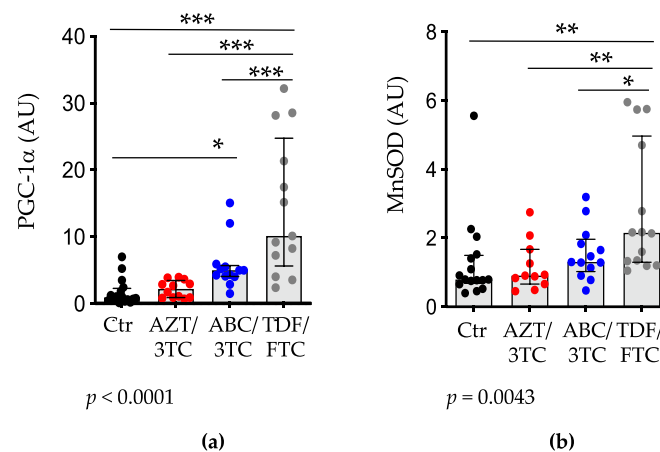 ***
***
***
*
40
30
20
10
0
PGC-1α (AU)
Ctr
AZT/
3TC
ABC/
3TC
TDF/
FTC
p < 0.0001
(a)
**
**
*
8
6
4
2
0
MnSOD (AU)
Ctr
AZT/
3TC
ABC/
3TC
TDF/
FTC
p = 0.0043
(b)